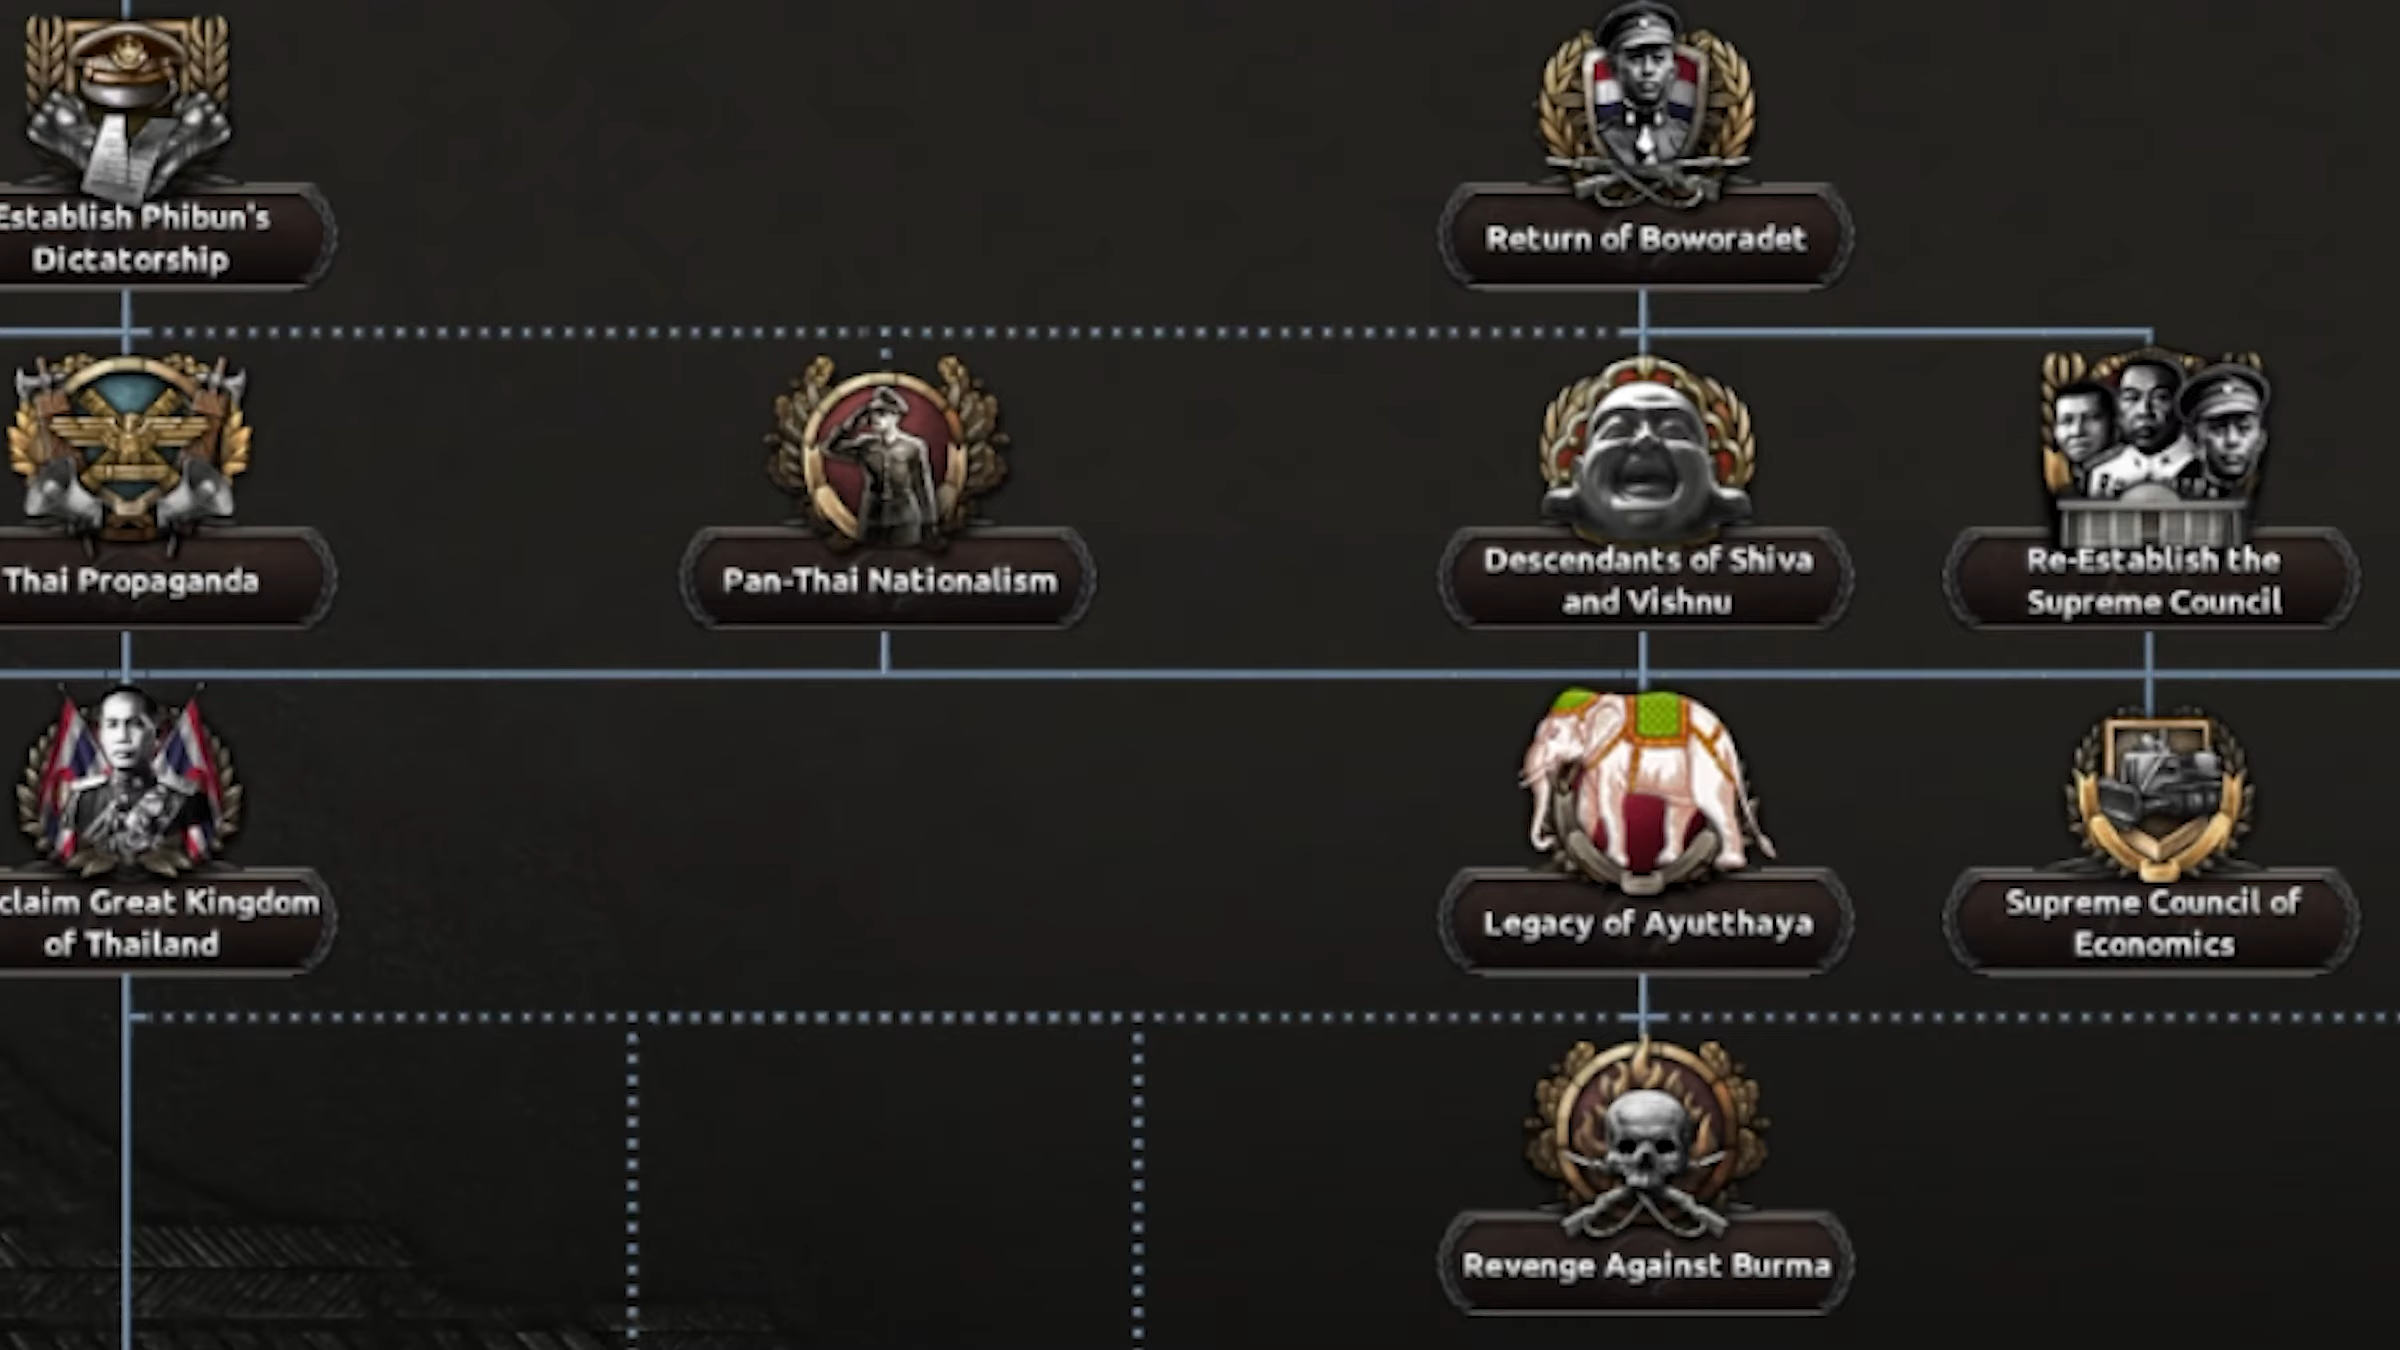 Establish Phibun's
Dictatorship
Return of Boworadet
Thai Propaganda
Pan-Thai Nationalism
Descendants of Shiva
and Vishnu
Re-Establish the
Supreme Council
claim Great Kingdom
of Thailand
Legacy of Ayutthaya
Supreme Council of
Economics
Revenge Against Burma